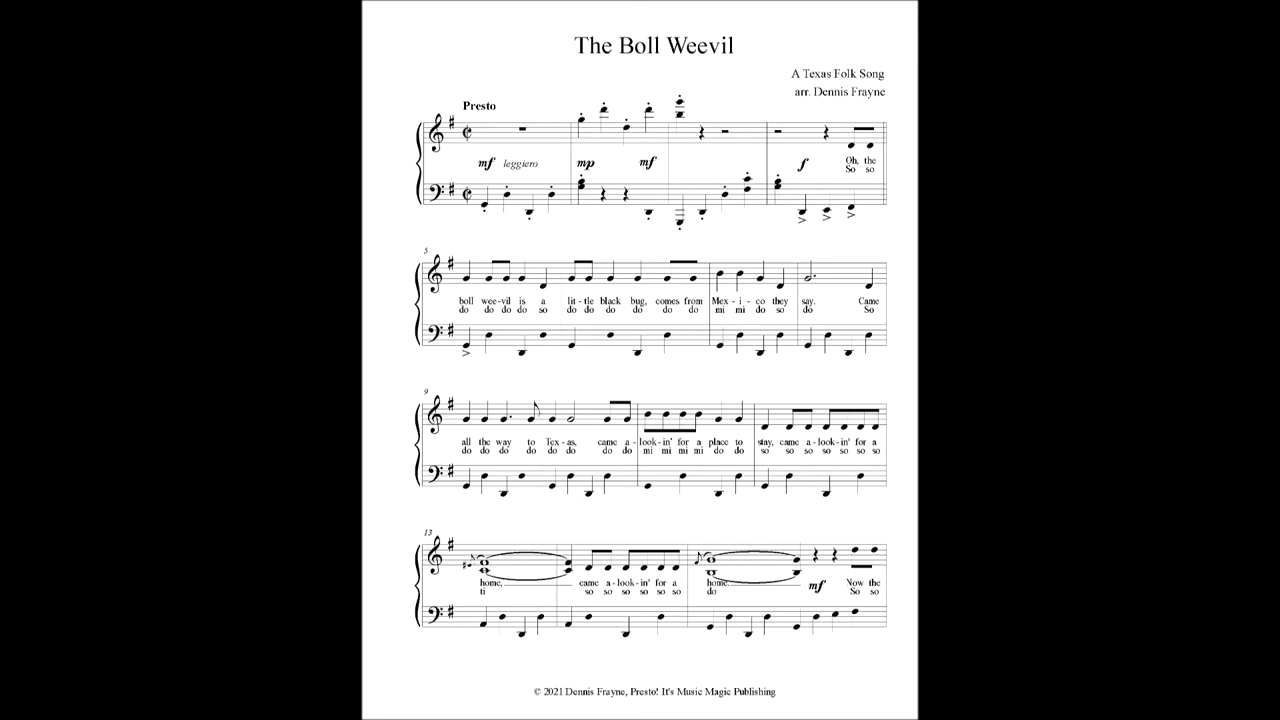 The Boll Weevil
A Texas Folk Song
arr. Dennis Frayne
Presto
mf leggiero mp mf f Oh, the
So so
5
boll wee-vil is a lit-tle black bug, comes from Mex-i-co they say. Came
do do do do so do do do do do do mi mi do so do So
9
all the way to Tex-as, came a-look-in' for a place to stay, came a-look-in' for a
do do do do do do do do mi mi mi mi do do so so so so so so so
13
home, came a-look-in' for a home. mf Now the
ti so so so so so so do So so
© 2021 Dennis Frayne, Presto! It's Music Magic Publishing